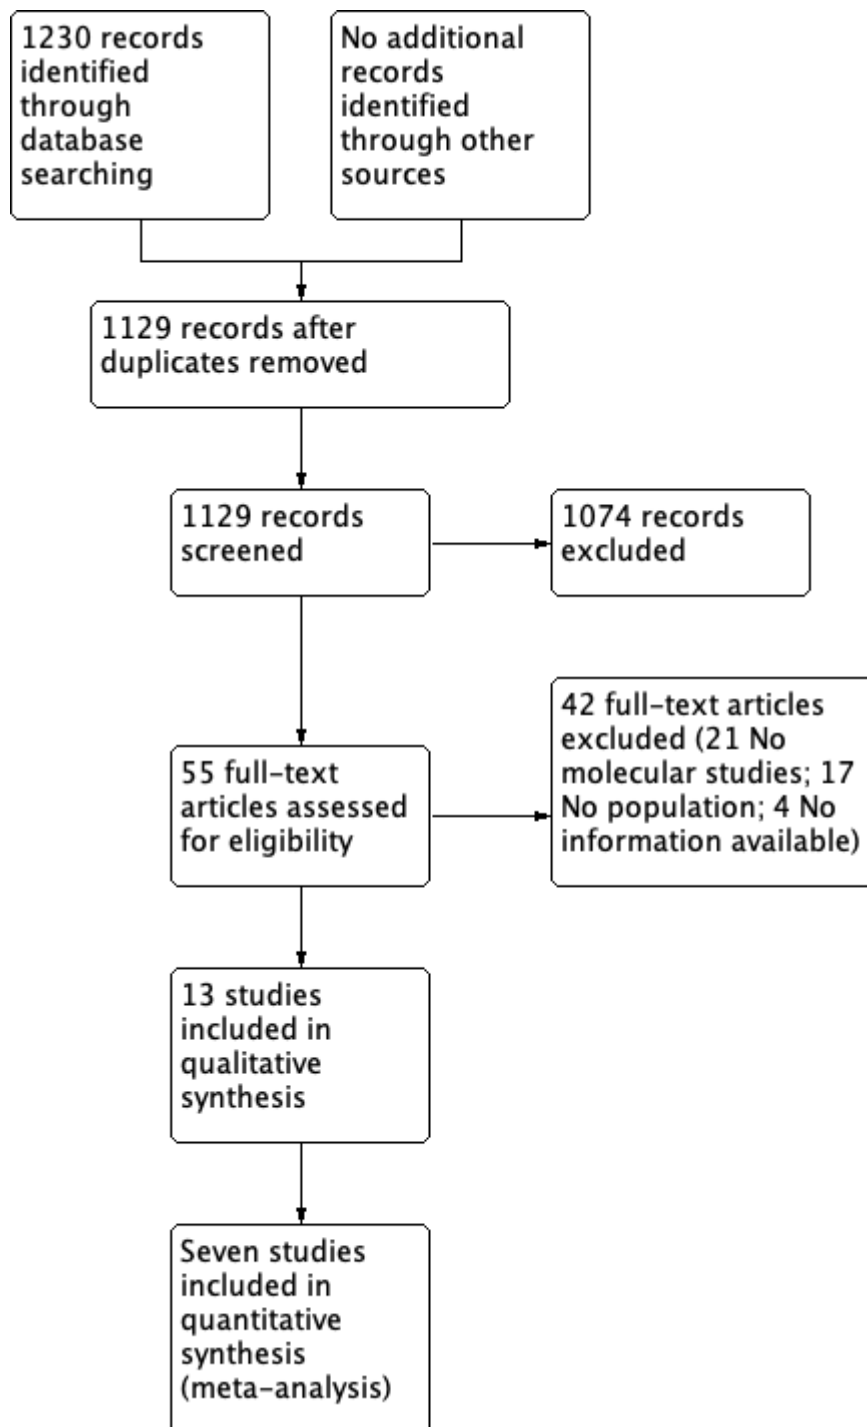 1230 records
identified
through
database
searching
No additional
records
identified
through other
sources
1129 records after
duplicates removed
1129 records
screened
1074 records
excluded
55 full-text
articles assessed
for eligibility
42 full-text articles
excluded (21 No
molecular studies; 17
No population; 4 No
information available)
13 studies
included in
qualitative
synthesis
Seven studies
included in
quantitative
synthesis
(meta-analysis)